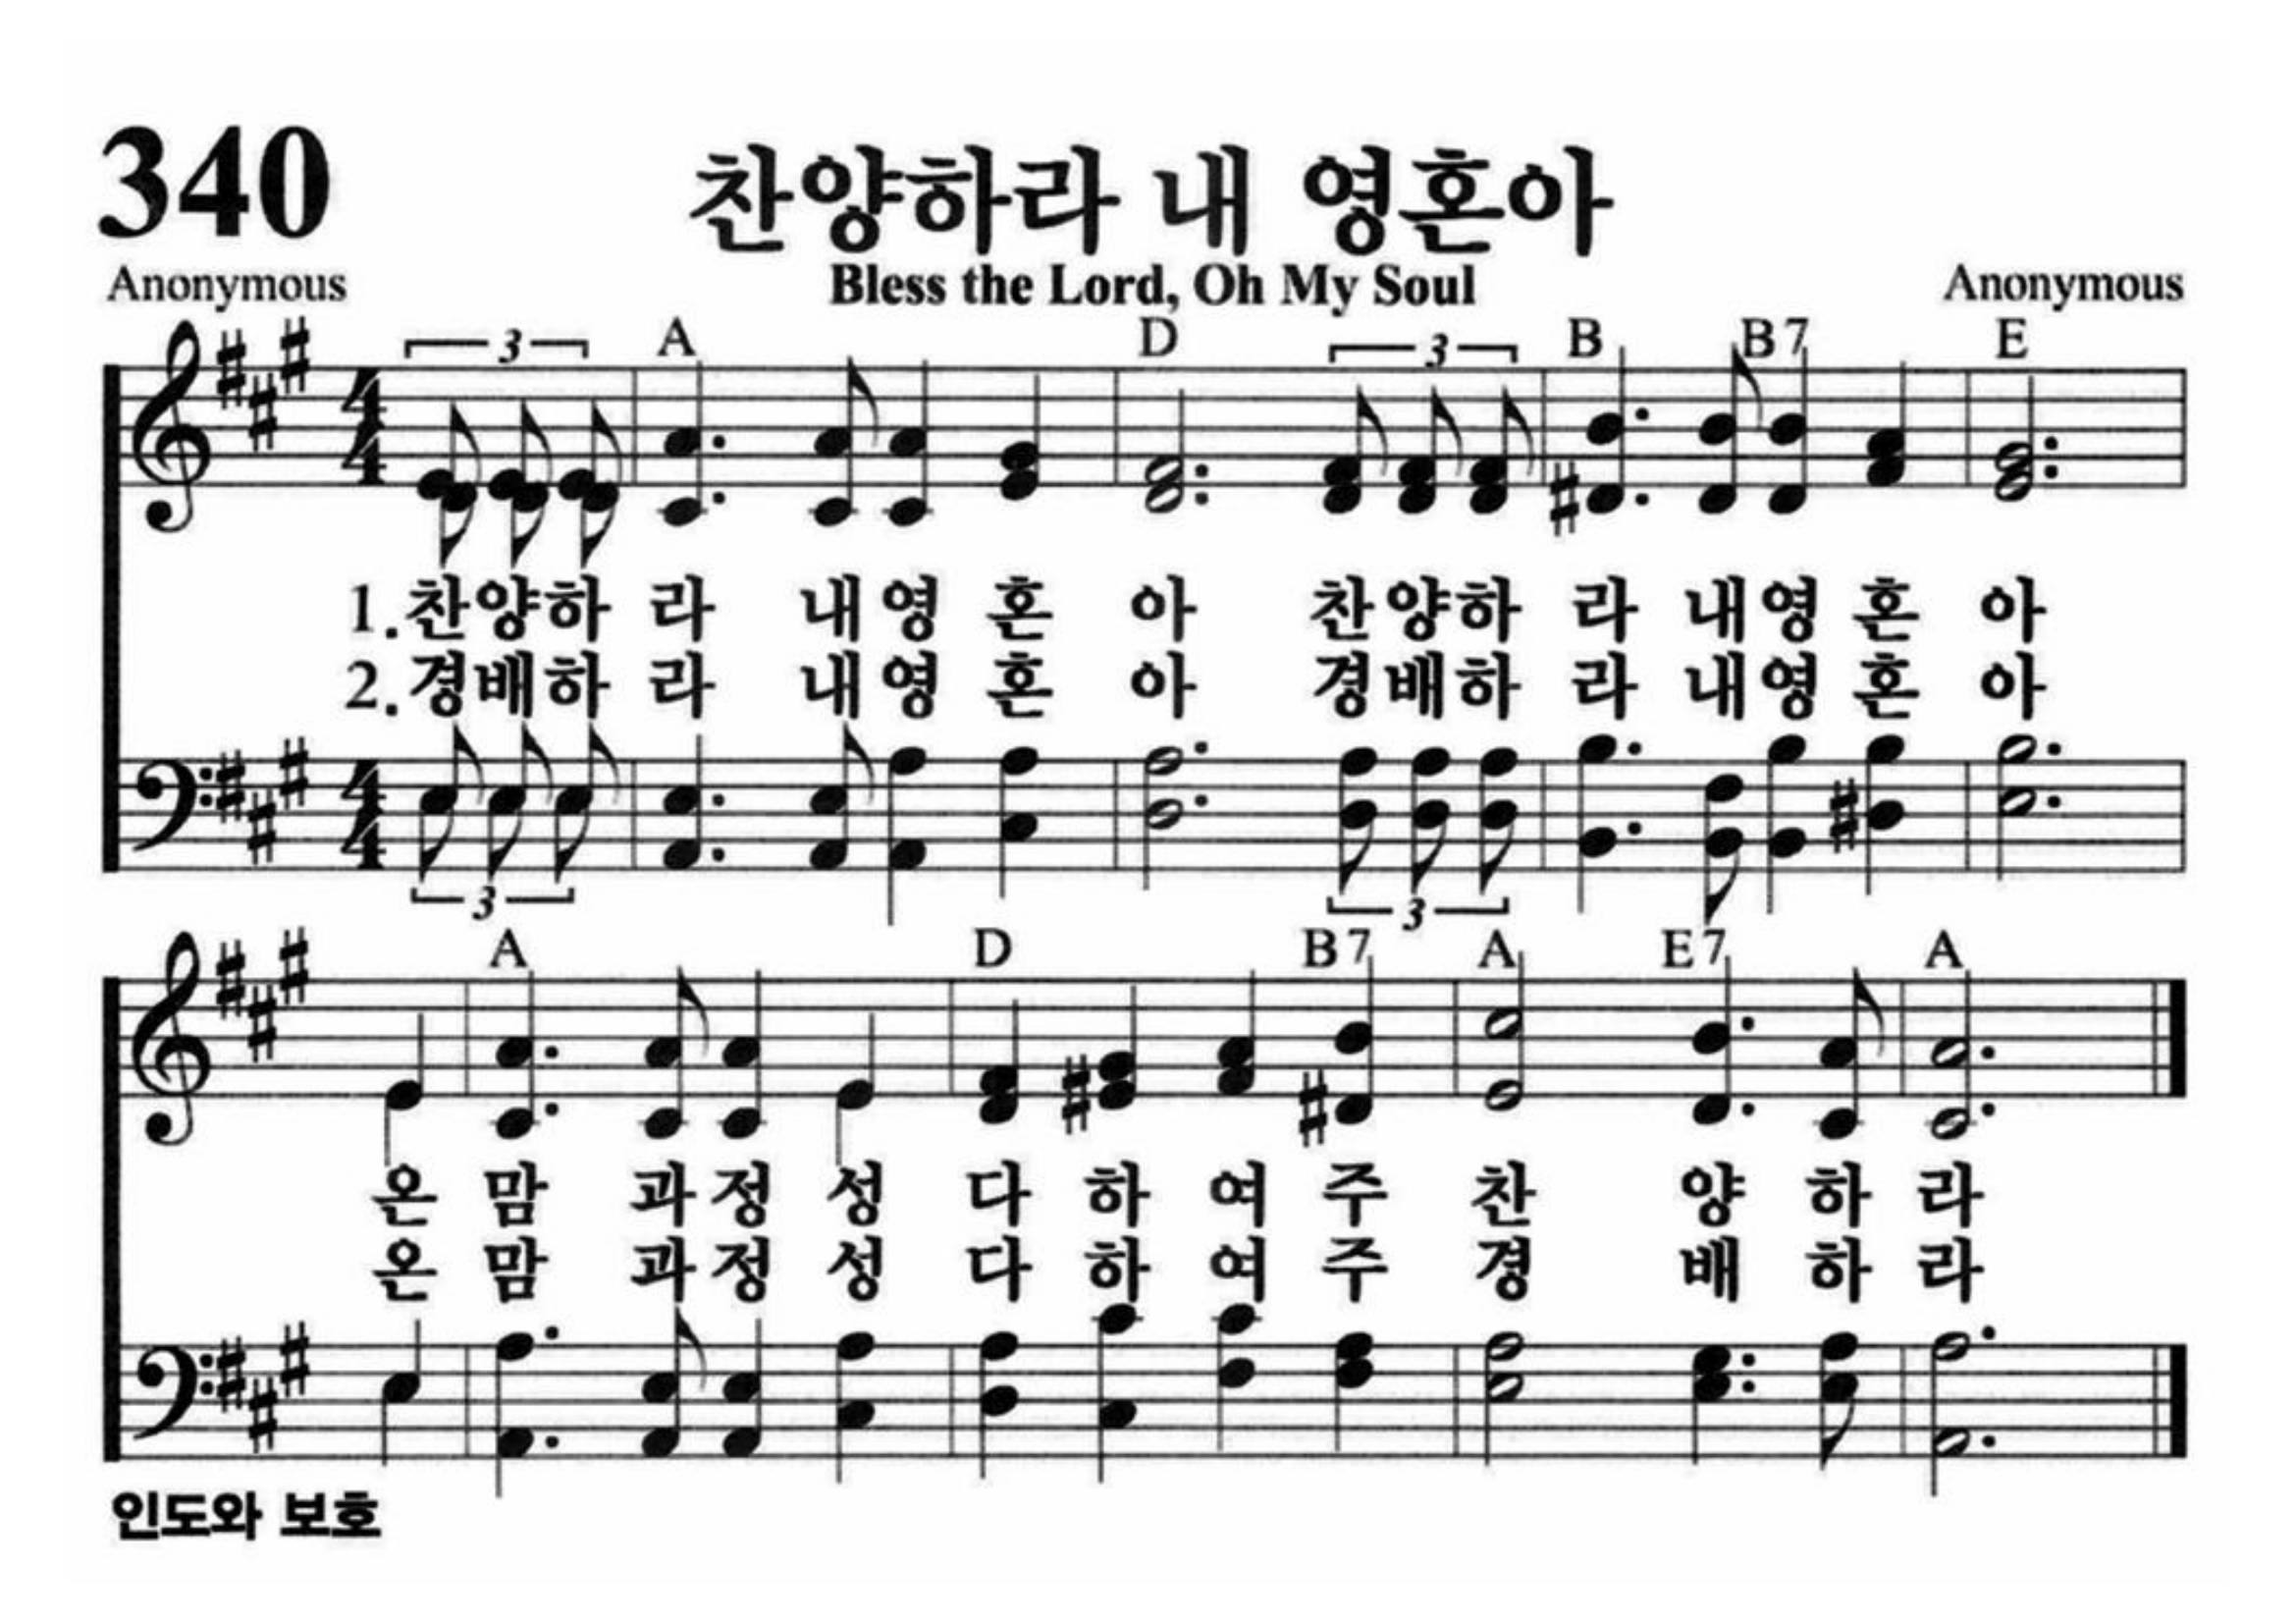 340
찬양하라 내 영혼아
Anonymous Bless the Lord, Oh My Soul Anonymous
3 A D 3 B B7 E
4
4
1.찬양하 라 내영 혼 아 찬양하 라 내영 혼 아
2.경배하 라 내영 혼 아 경배하 라 내영 혼 아
4
4
3 3
A D B7 A E7 A
온 맘 과정 성 다 하 여 주 찬 양 하 라
온 맘 과정 성 다 하 여 주 경 배 하 라
인도와 보호